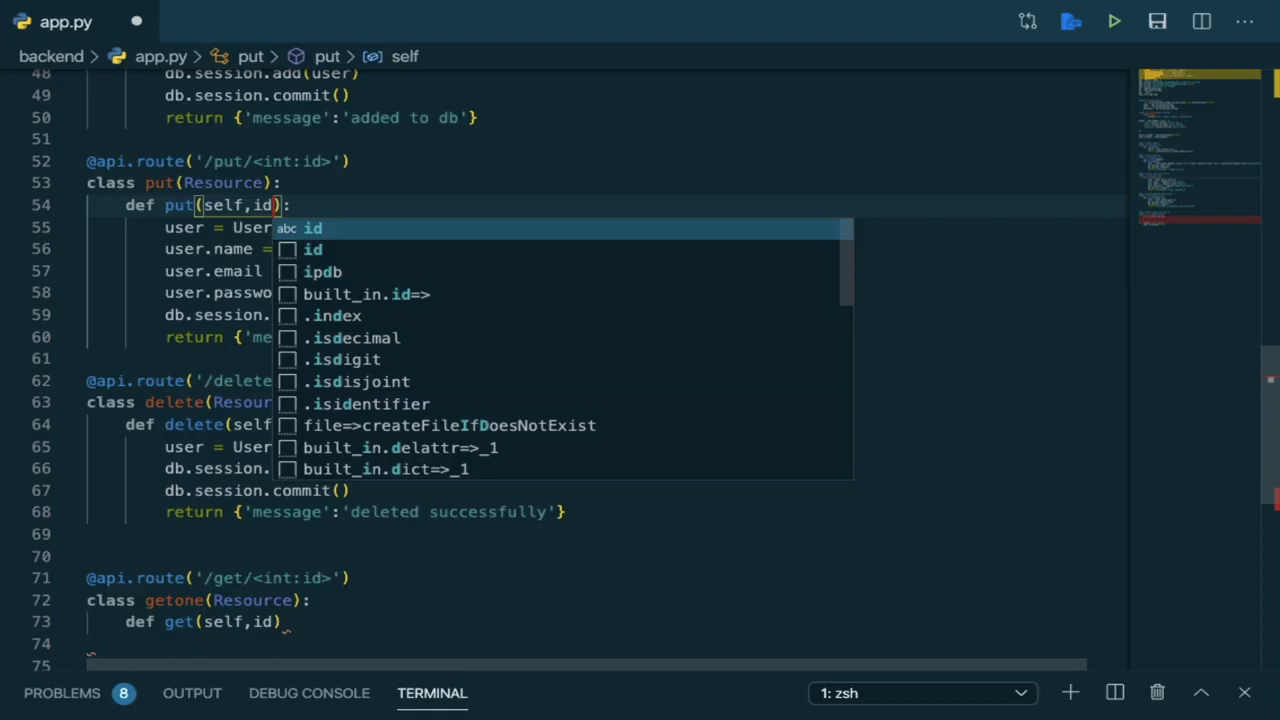 app.py
backend > app.py > put > put > self
48 db.session.add(user)
49 db.session.commit()
50 return {'message':'added to db'}
51
52 @api.route('/put/<int:id>')
53 class put(Resource):
54 def put(self,id):
55 user = User
56 user.name =
57 user.email
58 user.passwo
59 db.session.
60 return {'me
abc id
id
ipdb
built_in.id=>
.index
.isdecimal
.isdigit
.isdisjoint
.isidentifier
file=>createFileIfDoesNotExist
built_in.delattr=>_1
built_in.dict=>_1
61
62 @api.route('/delete
63 class delete(Resour
64 def delete(self
65 user = User
66 db.session.
67 db.session.commit()
68 return {'message':'deleted successfully'}
69
70
71 @api.route('/get/<int:id>')
72 class getone(Resource):
73 def get(self,id)
74
75
PROBLEMS 8 OUTPUT DEBUG CONSOLE TERMINAL 1: zsh